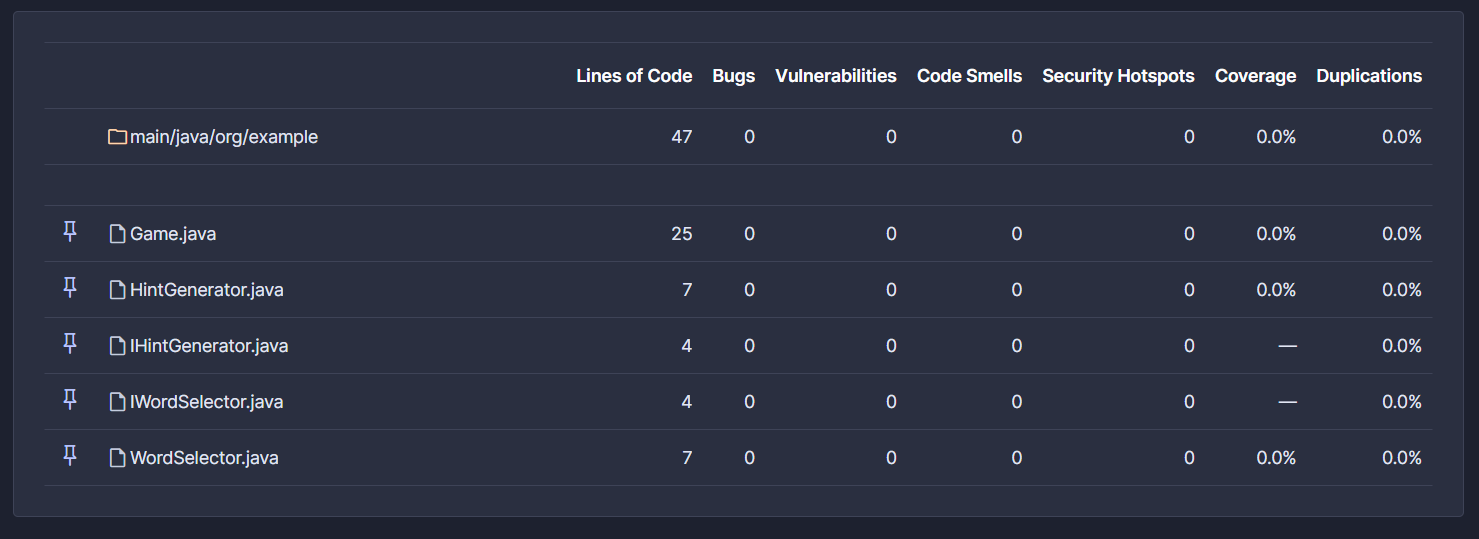 Lines of Code Bugs Vulnerabilities Code Smells Security Hotspots Coverage Duplications
main/java/org/example 47 0 0 0 0 0.0% 0.0%
Game.java 25 0 0 0 0 0.0% 0.0%
HintGenerator.java 7 0 0 0 0 0.0% 0.0%
IHintGenerator.java 4 0 0 0 0 — 0.0%
IWordSelector.java 4 0 0 0 0 — 0.0%
WordSelector.java 7 0 0 0 0 0.0% 0.0%